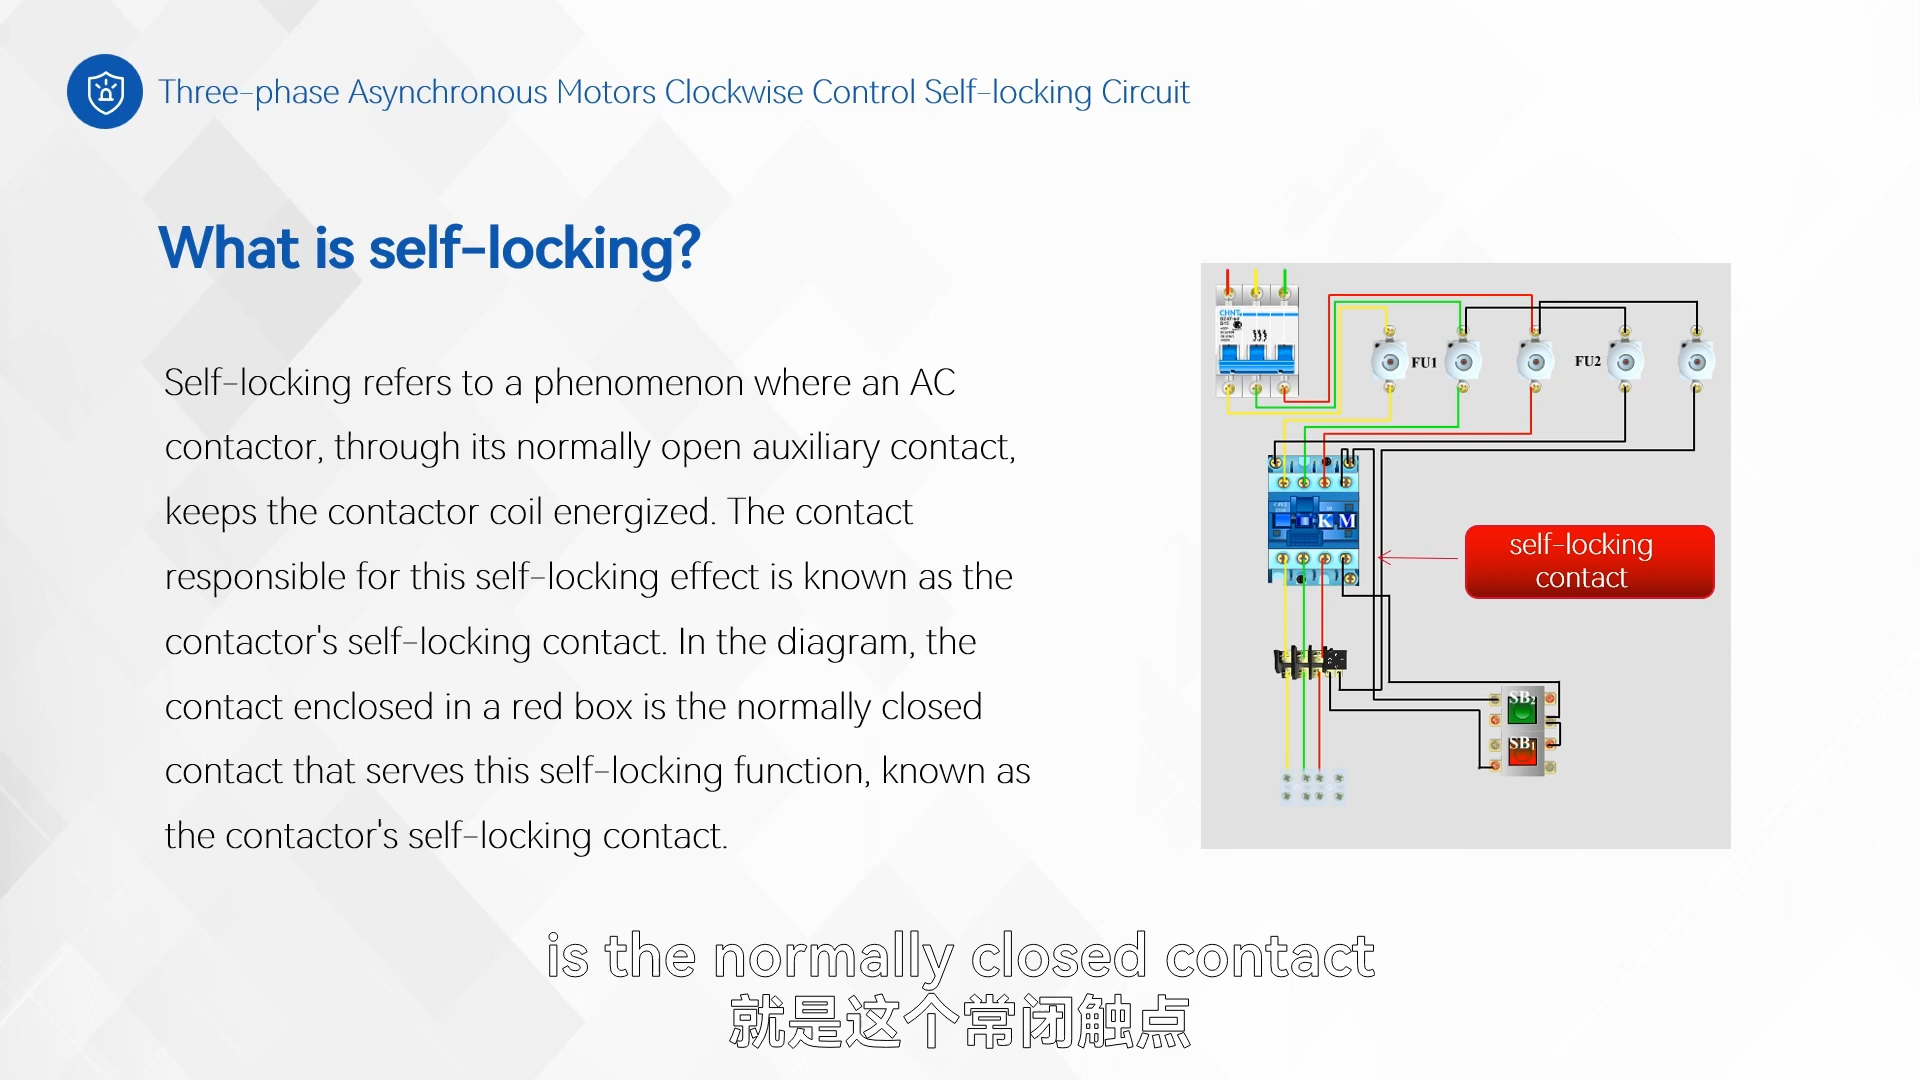 Three-phase Asynchronous Motors Clockwise Control Self-locking Circuit
What is self-locking?
Self-locking refers to a phenomenon where an AC
contactor, through its normally open auxiliary contact,
keeps the contactor coil energized. The contact
responsible for this self-locking effect is known as the
contactor's self-locking contact. In the diagram, the
contact enclosed in a red box is the normally closed
contact that serves this self-locking function, known as
the contactor's self-locking contact.
CHNT
FU1
FU2
KM
self-locking
contact
SB2
SB1
is the normally closed contact
就是这个常闭触点